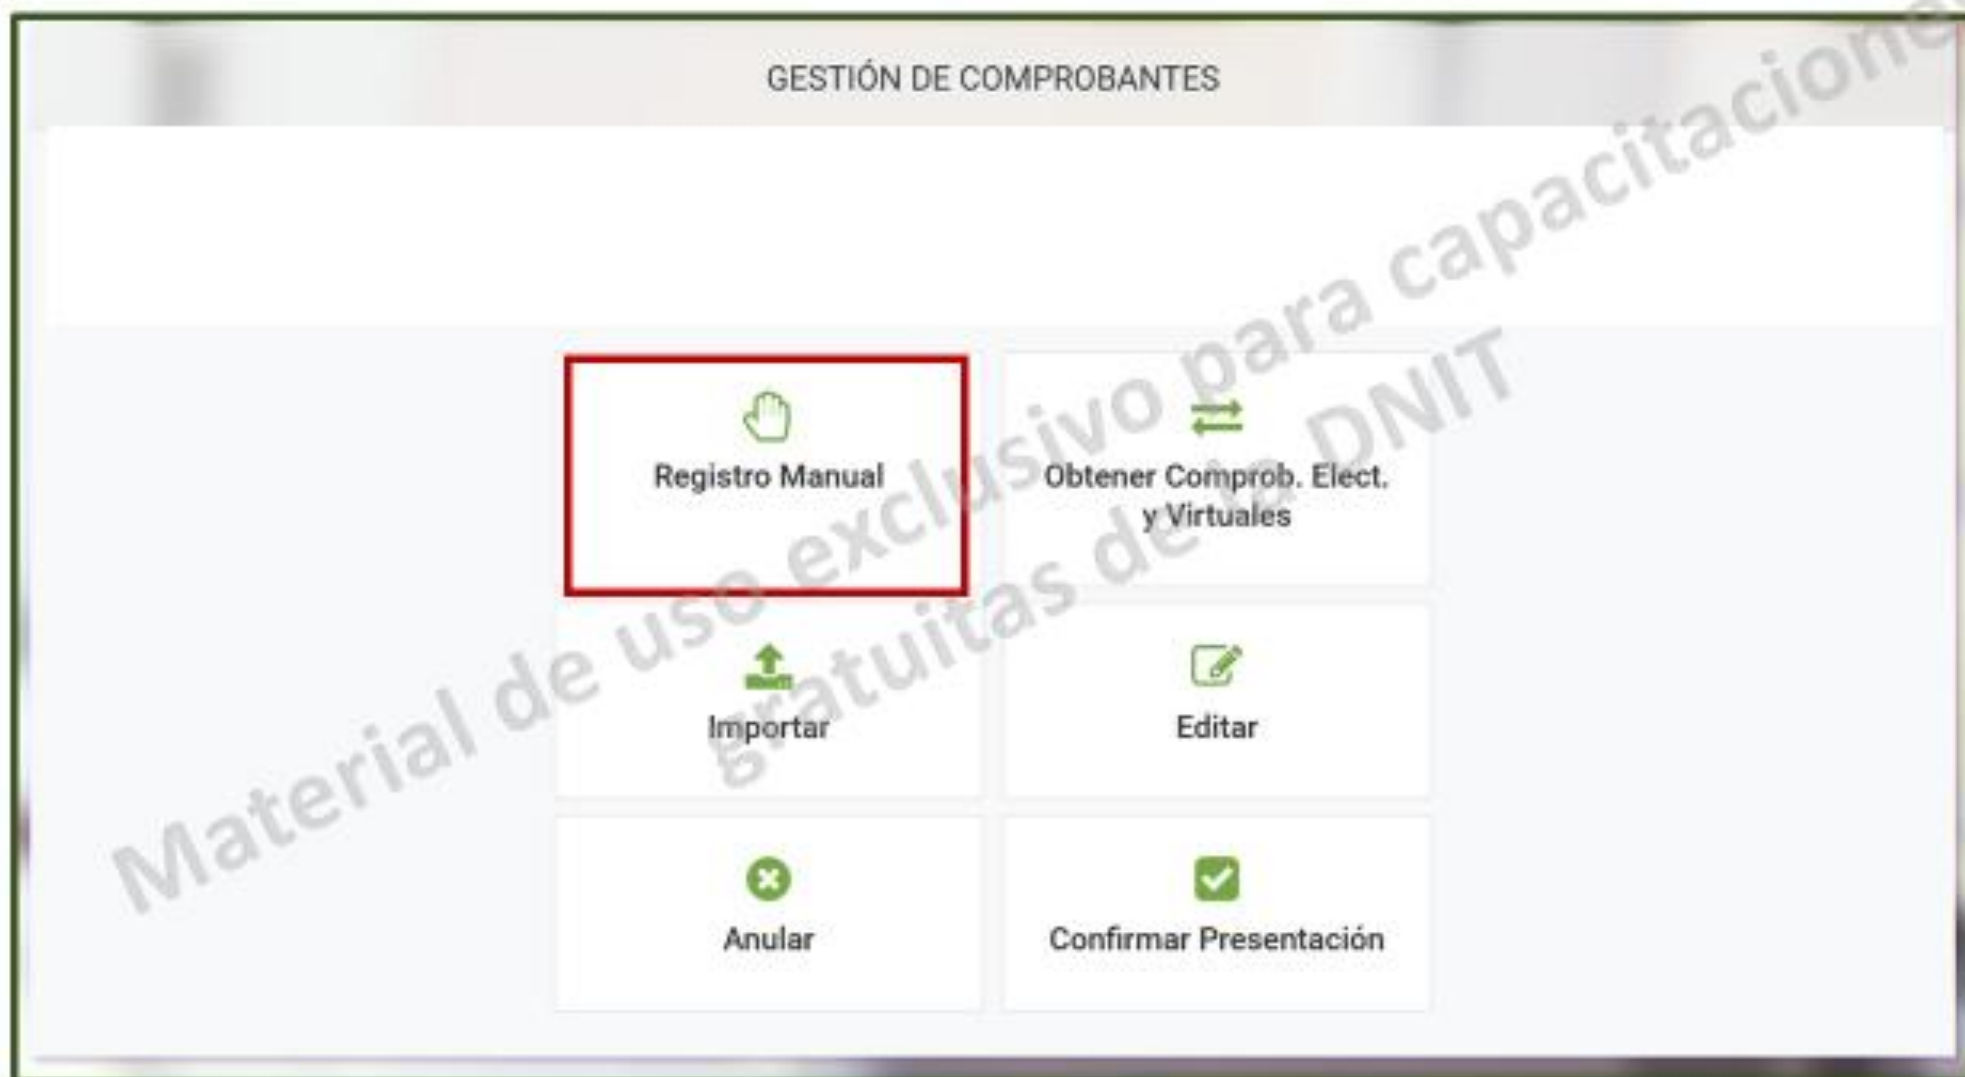 GESTIÓN DE COMPROBANTES
Registro Manual
Obtener Comprob. Elect.
y Virtuales
Importar
Editar
Anular
Confirmar Presentación
Material de uso exclusivo para capacitaciones
gratuitas de la DNIT